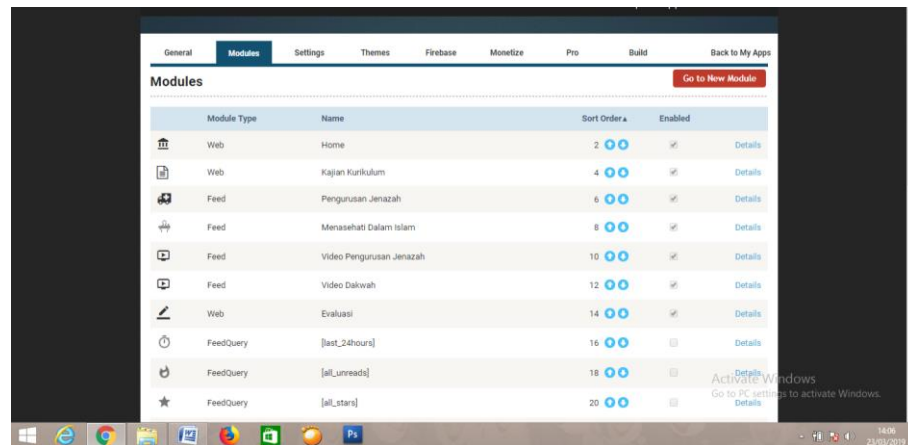 General Modules Settings Themes Firebase Monetize Pro Build Back to My Apps
Modules Go to New Module
Module Type Name Sort Order▲ Enabled
Web Home 2 Details
Web Kajian Kurikulum 4 Details
Feed Pengurusan Jenazah 6 Details
Feed Menasehati Dalam Islam 8 Details
Feed Video Pengurusan Jenazah 10 Details
Feed Video Dakwah 12 Details
Web Evaluasi 14 Details
FeedQuery [last_24hours] 16 Details
FeedQuery [all_unreads] 18 Details
Activate Windows
Go to PC settings to activate Windows.
FeedQuery [all_stars] 20 Details
Ps
14:06
23/03/2019